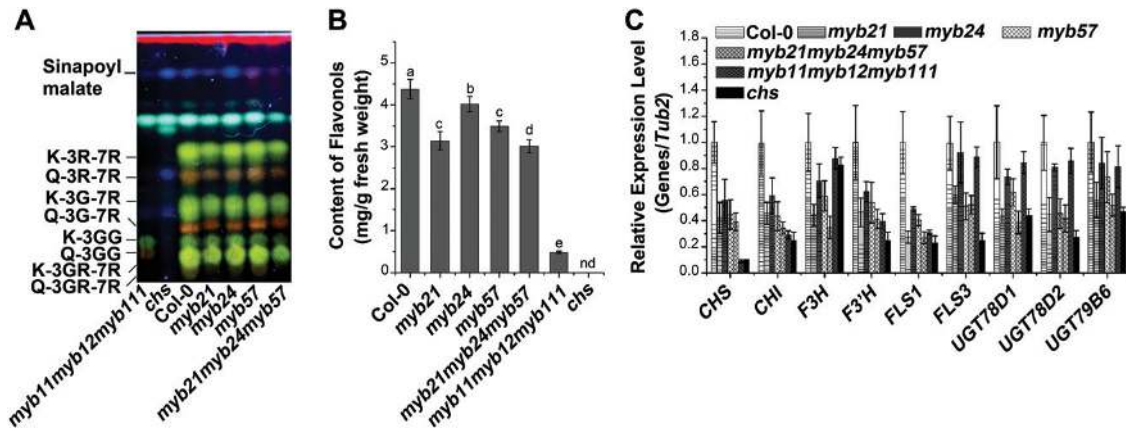 A
Sinapoyl
malate
K-3R-7R
Q-3R-7R
K-3G-7R
Q-3G-7R
K-3GG
Q-3GG
K-3GR-7R
Q-3GR-7R
myb11myb12myb111
chs
Col-0
myb21
myb24
myb57
myb21myb24myb57
B
Content of Flavonols
(mg/g fresh weight)
6
5
4
3
2
1
0
a
c
b
c
d
e
nd
Col-0
myb21
myb24
myb57
myb21myb24myb57
myb11myb12myb111
chs
C
Relative Expression Level
(Genes/Tub2)
1.8
1.6
1.4
1.2
1.0
0.8
0.6
0.4
0.2
0.0
Col-0 myb21 myb24 myb57
myb21myb24myb57
myb11myb12myb111
chs
CHS
CHI
F3H
F3'H
FLS1
FLS3
UGT78D1
UGT78D2
UGT79B6